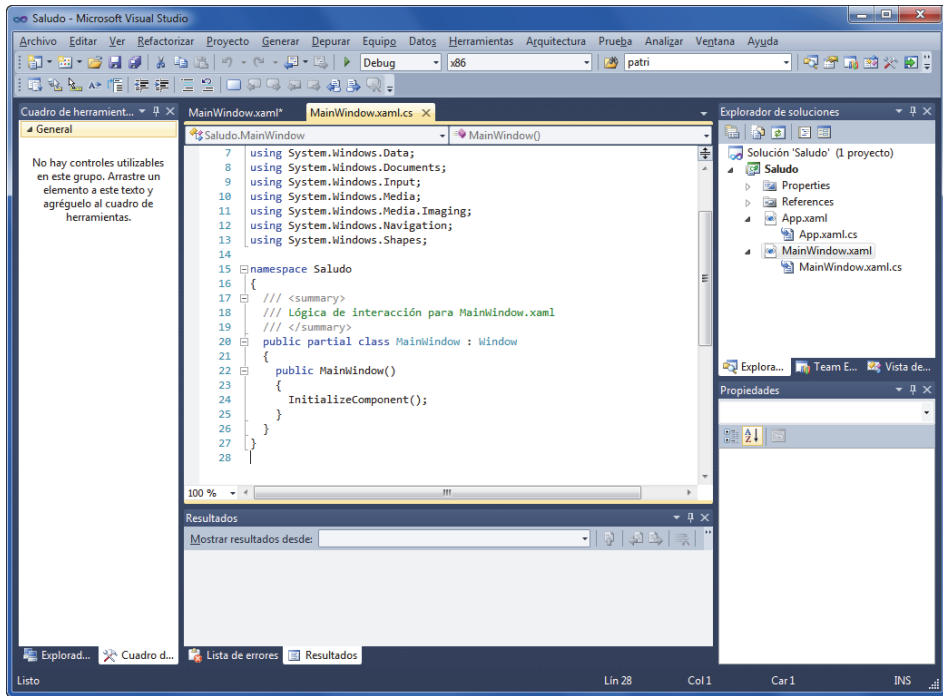 Saludo - Microsoft Visual Studio
Archivo Editar Ver Refactorizar Proyecto Generar Depurar Equipo Datos Herramientas Arquitectura Prueba Analizar Ventana Ayuda
Debug x86 patri
Cuadro de herramient...
General
No hay controles utilizables
en este grupo. Arrastre un
elemento a este texto y
agréguelo al cuadro de
herramientas.
Explorad... Cuadro d...
MainWindow.xaml* MainWindow.xaml.cs
Saludo.MainWindow MainWindow()
7 using System.Windows.Data;
8 using System.Windows.Documents;
9 using System.Windows.Input;
10 using System.Windows.Media;
11 using System.Windows.Media.Imaging;
12 using System.Windows.Navigation;
13 using System.Windows.Shapes;
14
15 namespace Saludo
16 {
17 /// <summary>
18 /// Lógica de interacción para MainWindow.xaml
19 /// </summary>
20 public partial class MainWindow : Window
21 {
22 public MainWindow()
23 {
24 InitializeComponent();
25 }
26 }
27 }
28
100 %
Resultados
Mostrar resultados desde:
Lista de errores Resultados
Explorador de soluciones
Solución 'Saludo' (1 proyecto)
Saludo
Properties
References
App.xaml
App.xaml.cs
MainWindow.xaml
MainWindow.xaml.cs
Explora... Team E... Vista de...
Propiedades
Listo Lín 28 Col 1 Car 1 INS